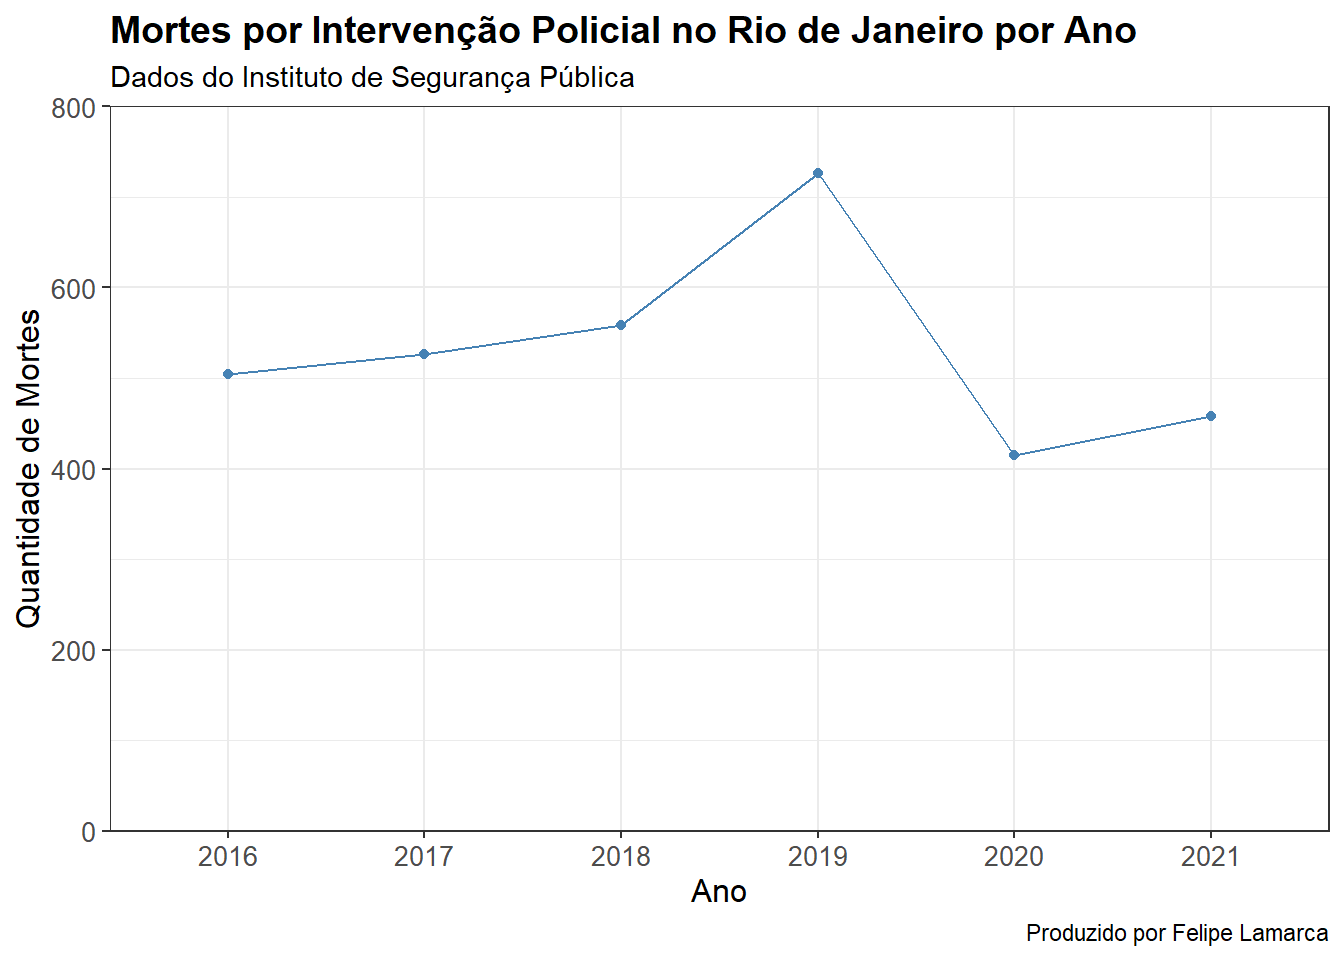 Mortes por Intervenção Policial no Rio de Janeiro por Ano
Dados do Instituto de Segurança Pública
800
600
400
200
0
Quantidade de Mortes
2016 2017 2018 2019 2020 2021
Ano
Produzido por Felipe Lamarca